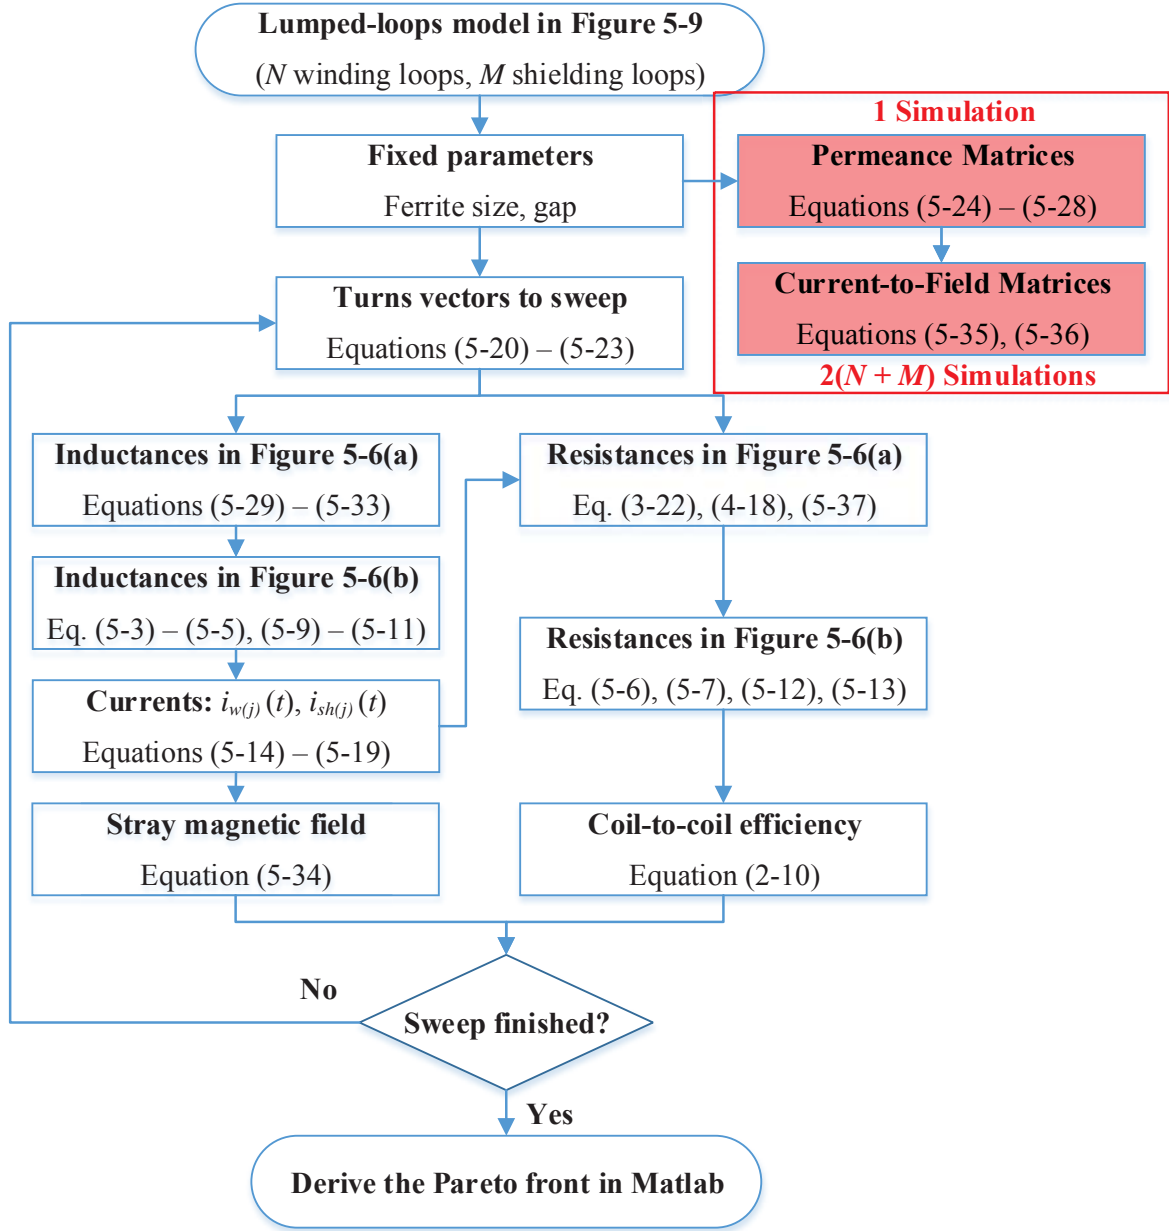 Lumped-loops model in Figure 5-9
(N winding loops, M shielding loops)
1 Simulation
Fixed parameters
Ferrite size, gap
Permeance Matrices
Equations (5-24) – (5-28)
Turns vectors to sweep
Equations (5-20) – (5-23)
Current-to-Field Matrices
Equations (5-35), (5-36)
2(N + M) Simulations
Inductances in Figure 5-6(a)
Equations (5-29) – (5-33)
Resistances in Figure 5-6(a)
Eq. (3-22), (4-18), (5-37)
Inductances in Figure 5-6(b)
Eq. (5-3) – (5-5), (5-9) – (5-11)
Resistances in Figure 5-6(b)
Eq. (5-6), (5-7), (5-12), (5-13)
Currents: i_{w(j)}(t), i_{sh(j)}(t)
Equations (5-14) – (5-19)
Stray magnetic field
Equation (5-34)
Coil-to-coil efficiency
Equation (2-10)
No
Sweep finished?
Yes
Derive the Pareto front in Matlab